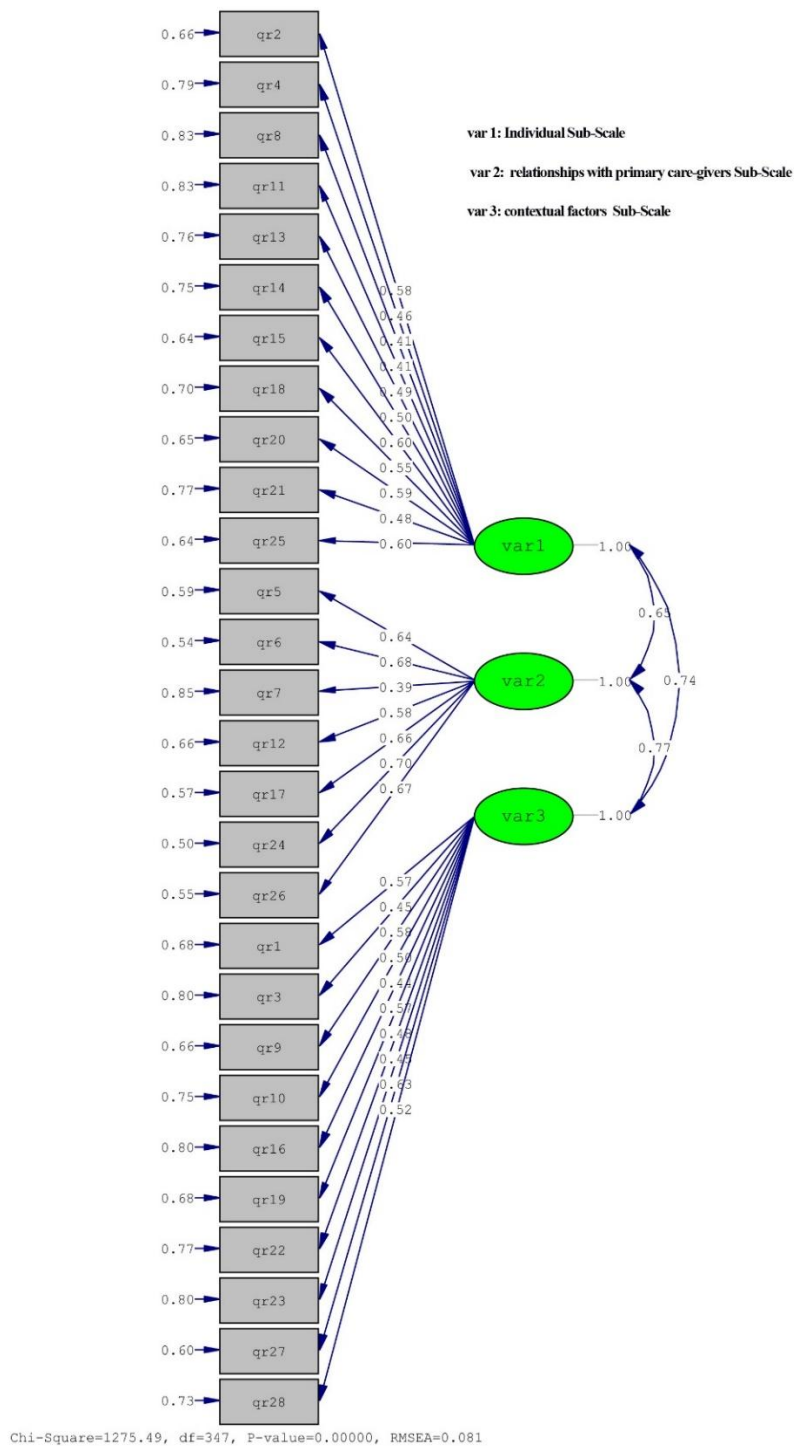 0.66 qr2
0.79 qr4
0.83 qr8
0.83 qr11
0.76 qr13
0.75 qr14
0.64 qr15
0.70 qr18
0.65 qr20
0.77 qr21
0.64 qr25
0.59 qr5
0.54 qr6
0.85 qr7
0.66 qr12
0.57 qr17
0.50 qr24
0.55 qr26
0.68 qr1
0.80 qr3
0.66 qr9
0.75 qr10
0.80 qr16
0.68 qr19
0.77 qr22
0.80 qr23
0.60 qr27
0.73 qr28
0.58
0.46
0.41
0.41
0.49
0.50
0.60
0.55
0.59
0.48
0.60
0.64
0.68
0.39
0.58
0.66
0.70
0.67
0.57
0.45
0.58
0.50
0.44
0.57
0.48
0.45
0.63
0.52
var 1: Individual Sub-Scale
var 2: relationships with primary care-givers Sub-Scale
var 3: contextual factors Sub-Scale
var1 1.00
var2 1.00
var3 1.00
0.65
0.74
0.77
Chi-Square=1275.49, df=347, P-value=0.00000, RMSEA=0.081